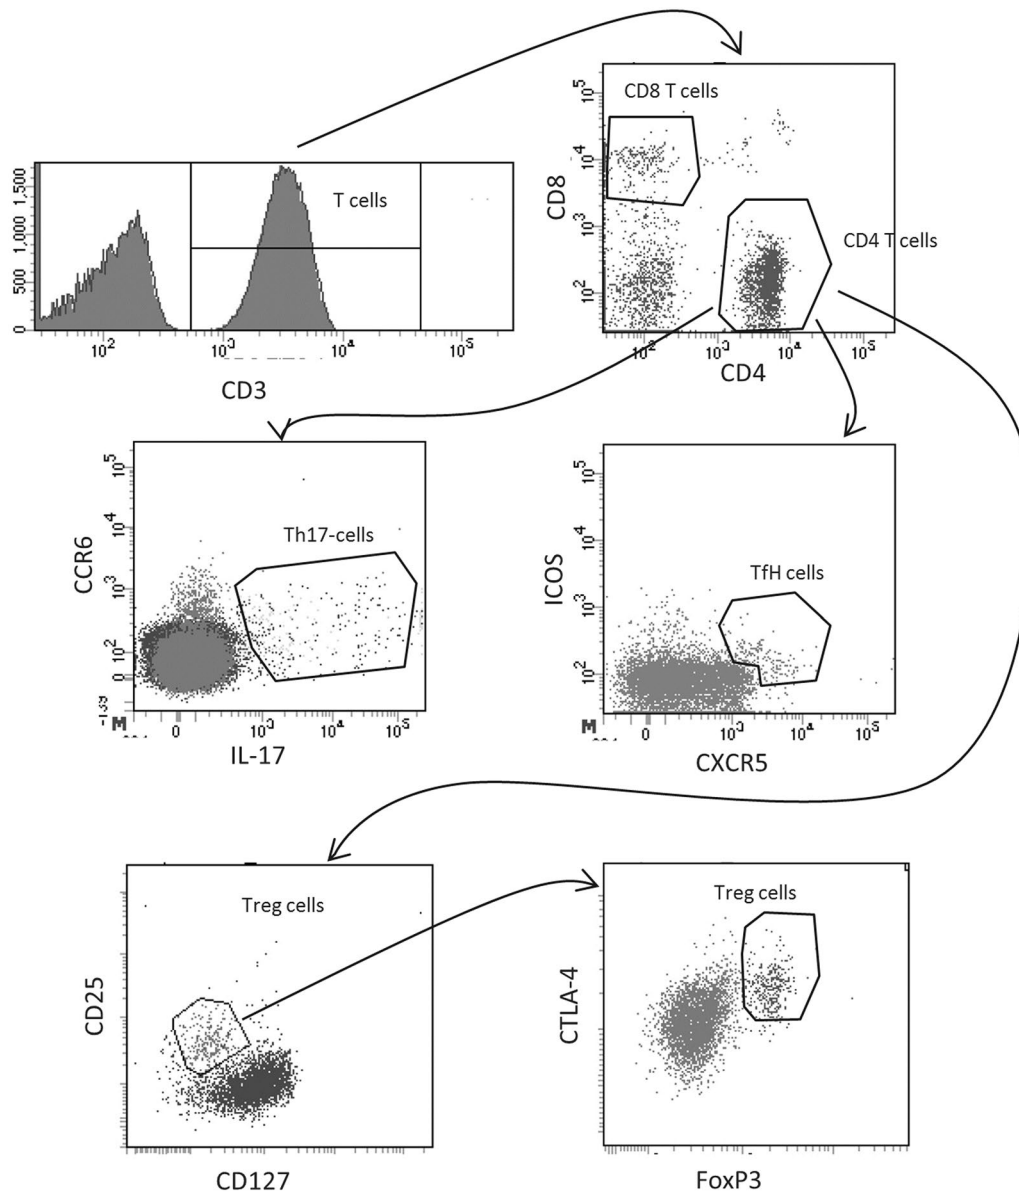 CD8 T cells
10⁵
10⁴
10³
10²
CD8
CD4 T cells
10² 10³ 10⁴ 10⁵
CD4
1,500
1,000
500
0
T cells
10² 10³ 10⁴ 10⁵
CD3
10⁵
10⁴
10³
10²
0
CCR6
Th17-cells
0 10³ 10⁴ 10⁵
IL-17
10⁵
10⁴
10³
10²
ICOS
TfH cells
0 10³ 10⁴ 10⁵
CXCR5
Treg cells
CD25
CD127
Treg cells
CTLA-4
FoxP3